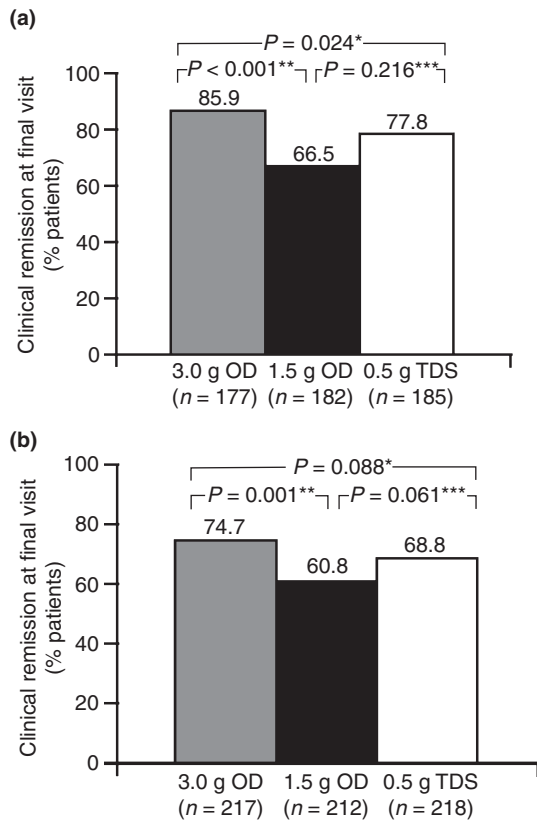 (a)
P = 0.024*
P < 0.001** P = 0.216***
100
85.9
77.8
80
66.5
60
40
20
0
Clinical remission at final visit
(% patients)
3.0 g OD 1.5 g OD 0.5 g TDS
(n = 177) (n = 182) (n = 185)
(b)
100
P = 0.088*
P = 0.001** P = 0.061***
80
74.7
68.8
60.8
60
40
20
0
Clinical remission at final visit
(% patients)
3.0 g OD 1.5 g OD 0.5 g TDS
(n = 217) (n = 212) (n = 218)